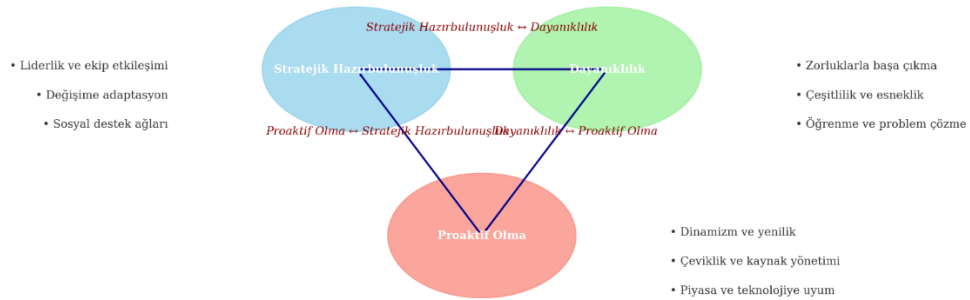 Stratejik Hazırbulunuşluk ↔ Dayanıklılık
Stratejik Hazırbulunuşluk
Dayanıklılık
• Liderlik ve ekip etkileşimi
• Değişime adaptasyon
• Sosyal destek ağları
• Zorluklarla başa çıkma
• Çeşitlilik ve esneklik
• Öğrenme ve problem çözme
Proaktif Olma ↔ Stratejik Hazırbulunuşluk
Dayanıklılık ↔ Proaktif Olma
Proaktif Olma
• Dinamizm ve yenilik
• Çeviklik ve kaynak yönetimi
• Piyasa ve teknolojiye uyum